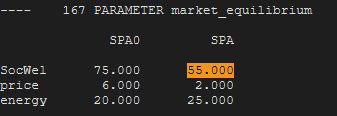 ---- 167 PARAMETER market_equilibrium
SPA0 SPA
SocWel 75.000 55.000
price 6.000 2.000
energy 20.000 25.000